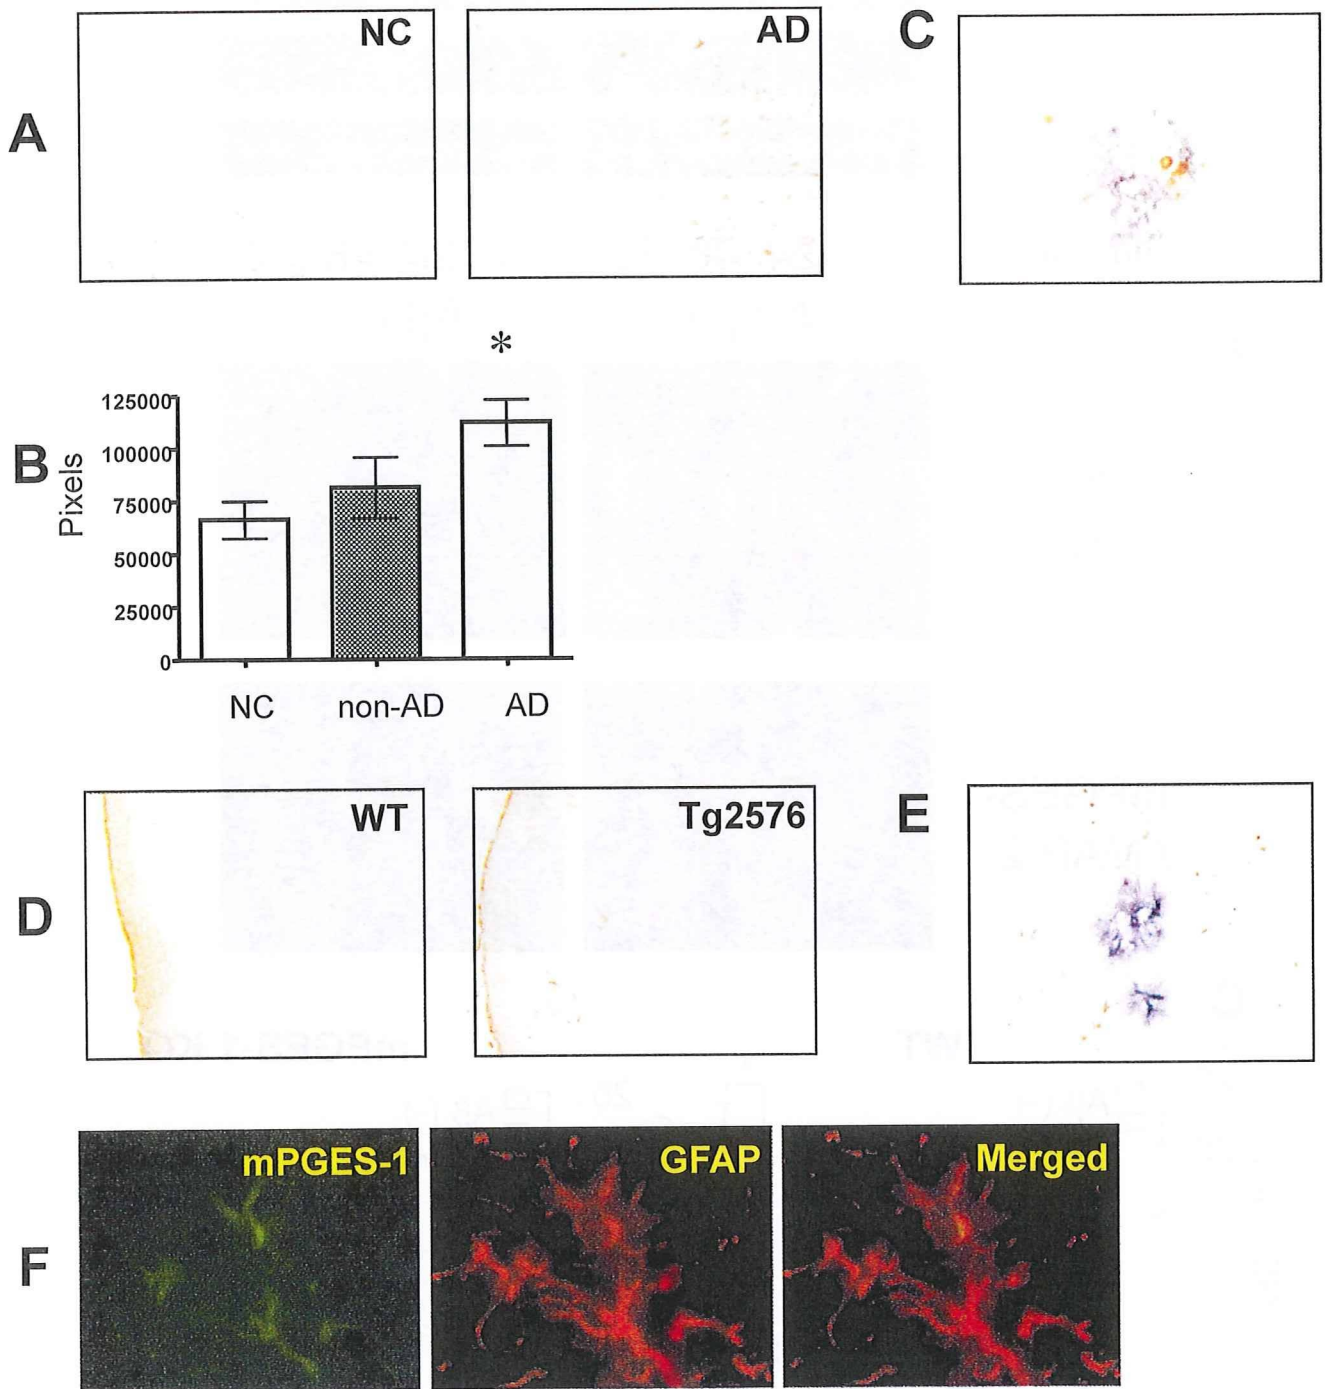 A
NC
AD
C
*
B
Pixels
125000
100000
75000
50000
25000
0
NC non-AD AD
D
WT
Tg2576
E
F
mPGES-1
GFAP
Merged